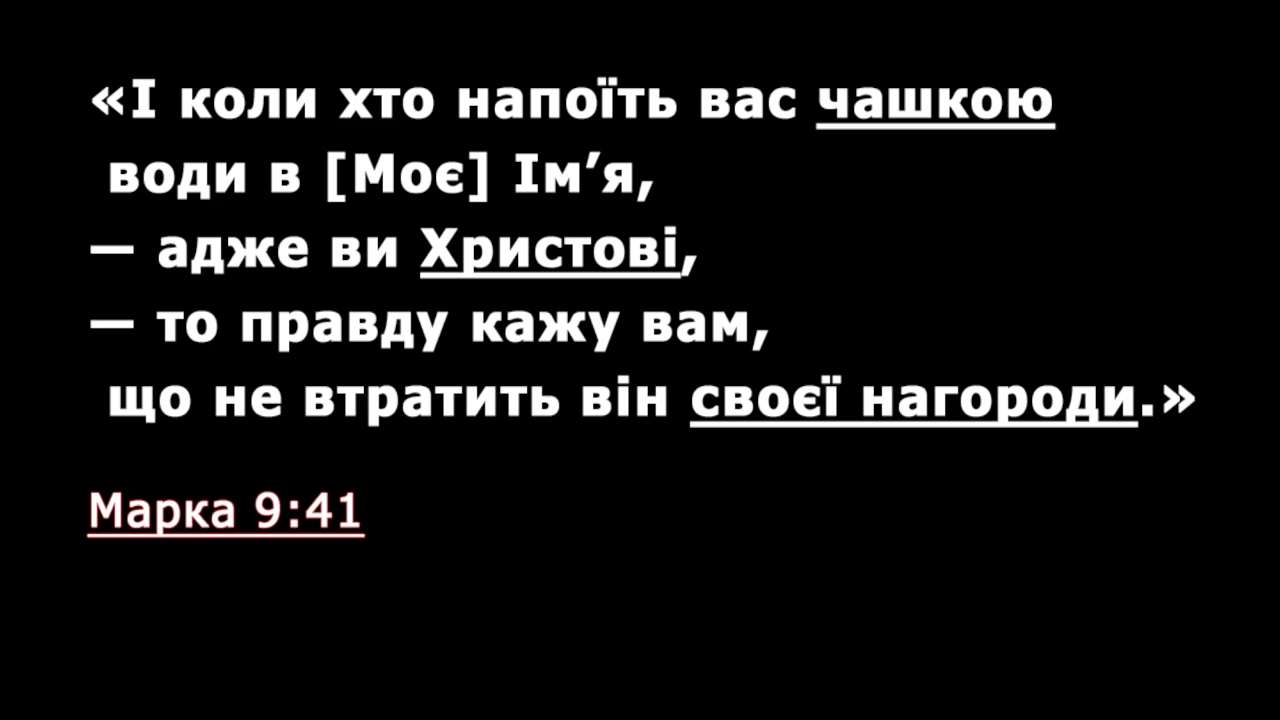 «І коли хто напоїть вас чашкою
води в [Моє] Ім’я,
— адже ви Христові,
— то правду кажу вам,
що не втратить він своєї нагороди.»
Марка 9:41